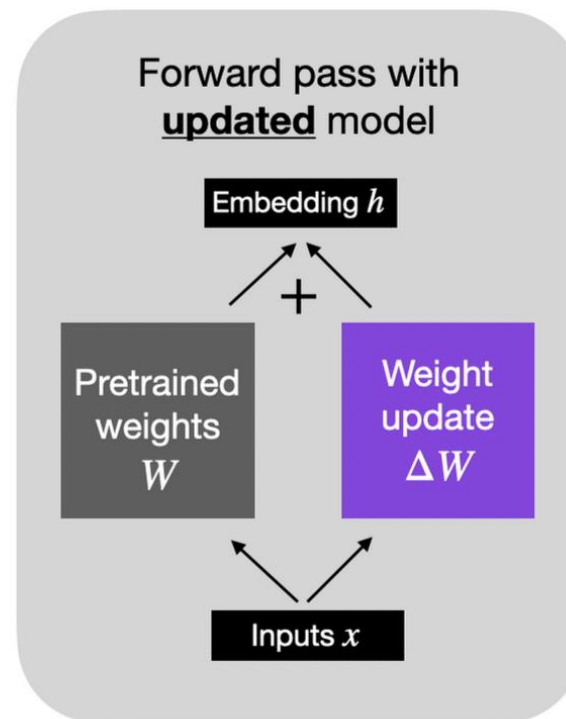 Forward pass with
updated model
Embedding h
+
Pretrained
weights
W
Weight
update
ΔW
Inputs x